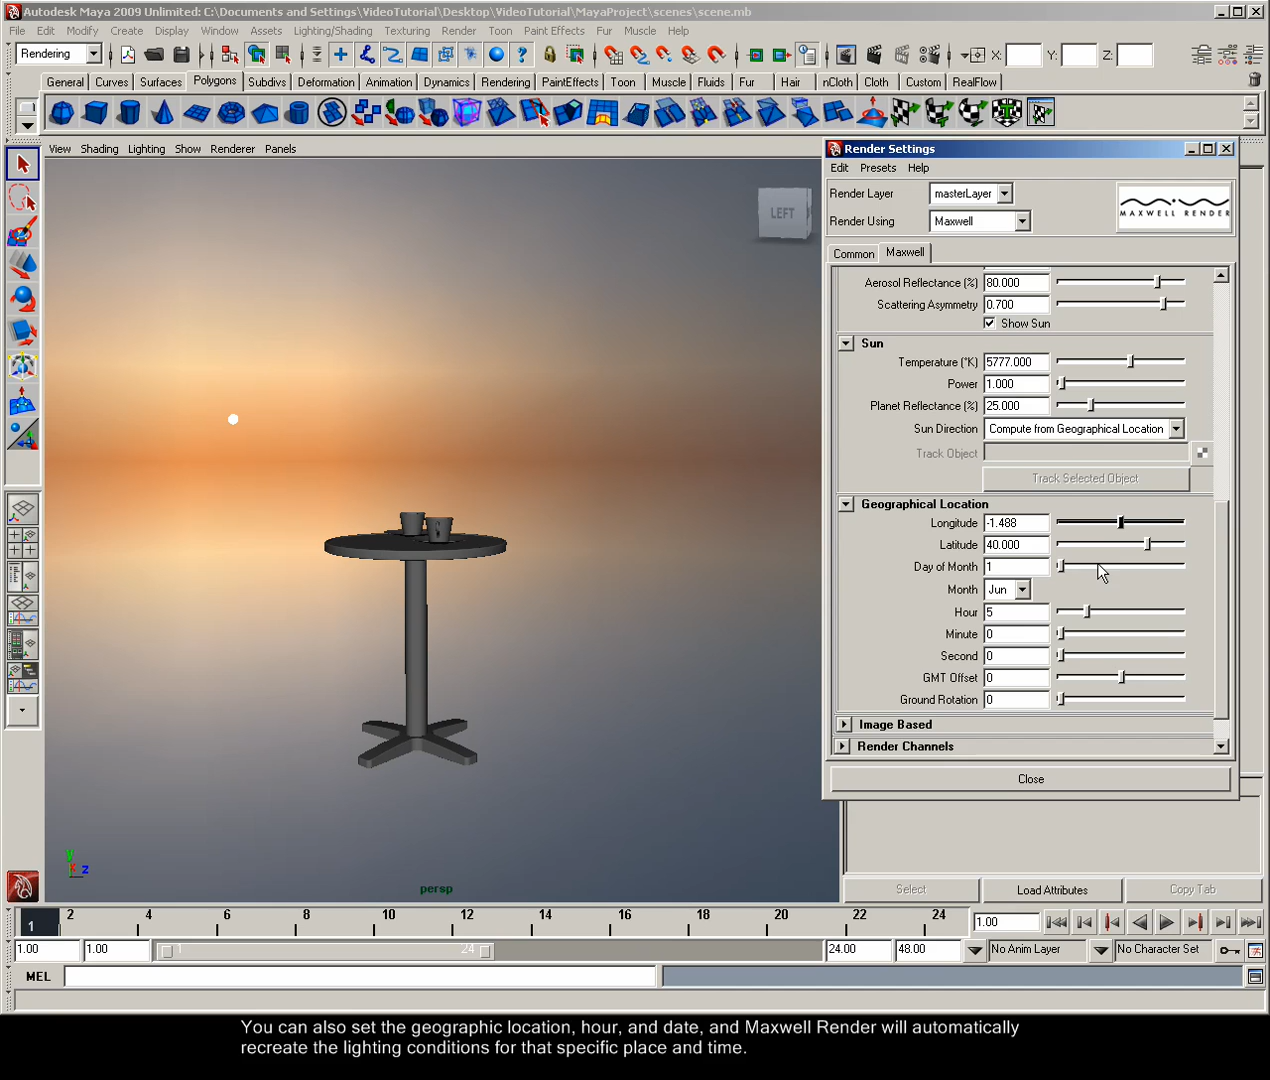 Autodesk Maya 2009 Unlimited: C:\Documents and Settings\VideoTutorial\Desktop\VideoTutorial\MayaProject\scenes\scene.mb
File Edit Modify Create Display Window Assets Lighting/Shading Texturing Render Toon Paint Effects Fur Muscle Help
Rendering X: Y: Z:
General Curves Surfaces Polygons Subdivs Deformation Animation Dynamics Rendering PaintEffects Toon Muscle Fluids Fur Hair nCloth Cloth Custom RealFlow
View Shading Lighting Show Renderer Panels
LEFT
persp
y
x z
Render Settings
Edit Presets Help
Render Layer masterLayer
Render Using Maxwell
MAXWELL RENDER
Common Maxwell
Aerosol Reflectance (%) 80.000
Scattering Asymmetry 0.700
Show Sun
Sun
Temperature (°K) 5777.000
Power 1.000
Planet Reflectance (%) 25.000
Sun Direction Compute from Geographical Location
Track Object
Track Selected Object
Geographical Location
Longitude -1.488
Latitude 40.000
Day of Month 1
Month Jun
Hour 5
Minute 0
Second 0
GMT Offset 0
Ground Rotation 0
Image Based
Render Channels
Close
Select Load Attributes Copy Tab
1 2 4 6 8 10 12 14 16 18 20 22 24 1.00
1.00 1.00 1 24 24.00 48.00 No Anim Layer No Character Set
MEL
You can also set the geographic location, hour, and date, and Maxwell Render will automatically
recreate the lighting conditions for that specific place and time.